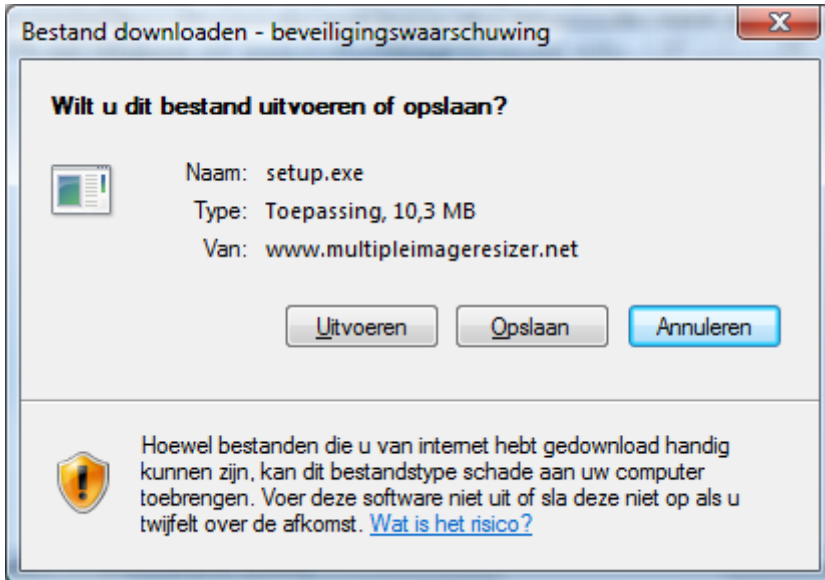 Bestand downloaden - beveiligingswaarschuwing
Wilt u dit bestand uitvoeren of opslaan?
Naam: setup.exe
Type: Toepassing, 10,3 MB
Van: www.multipleimageresizer.net
Uitvoeren Opslaan Annuleren
Hoewel bestanden die u van internet hebt gedownload handig
kunnen zijn, kan dit bestandstype schade aan uw computer
toebrengen. Voer deze software niet uit of sla deze niet op als u
twijfelt over de afkomst. Wat is het risico?